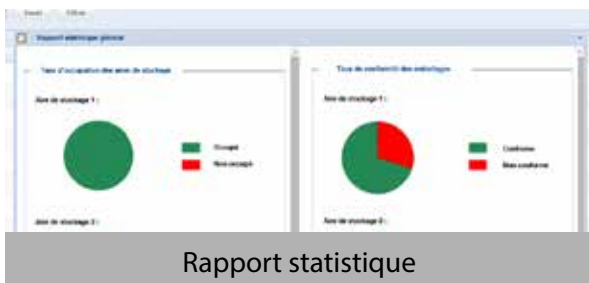 Rapport statistique général
Taux d'occupation des aires de stockage
Taux de conformité des emballages
Aire de stockage 1 :
Aire de stockage 1 :
Occupé
Non occupé
Conforme
Non conforme
Aire de stockage 2 :
Aire de stockage 2 :
Rapport statistique